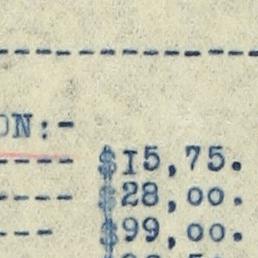 ON:-
--- $I5,75.
--- $28,oo.
--- $99,oo.